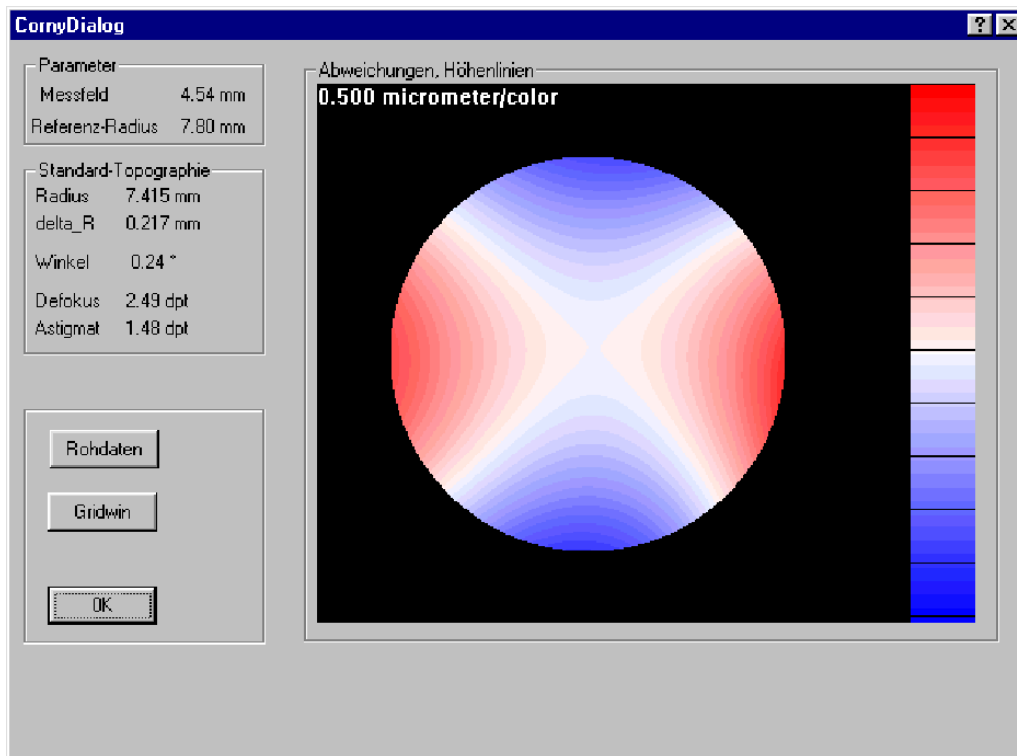 CornyDialog
Parameter
Messfeld 4.54 mm
Referenz-Radius 7.80 mm
Standard-Topographie
Radius 7.415 mm
delta_R 0.217 mm
Winkel 0.24 °
Defokus 2.49 dpt
Astigmat 1.48 dpt
Rohdaten
Gridwin
OK
Abweichungen, Höhenlinien
0.500 micrometer/color